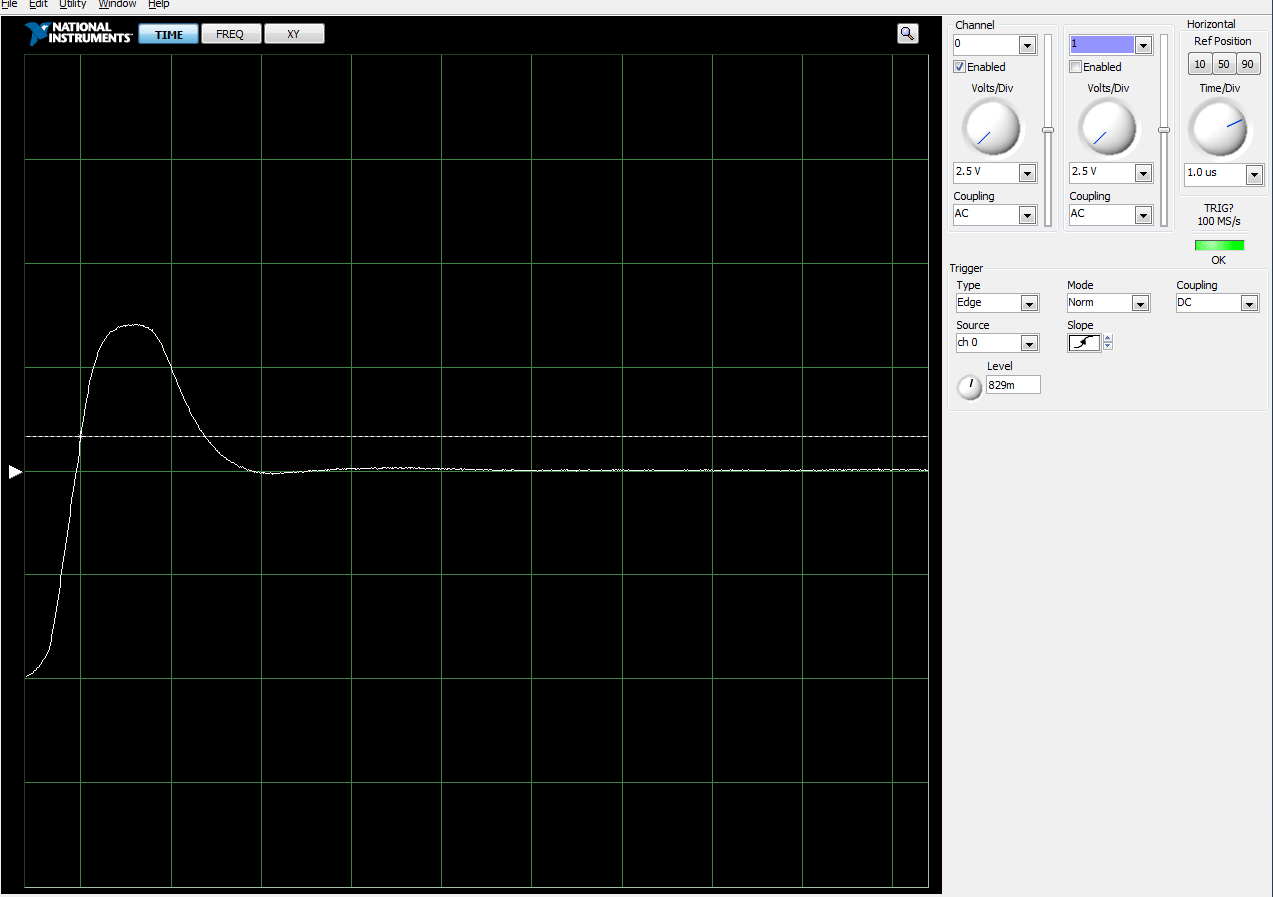 File Edit Utility Window Help
NATIONAL
INSTRUMENTS
TIME FREQ XY
Channel
0
Enabled
Volts/Div
2.5 V
Coupling
AC
1
Enabled
Volts/Div
2.5 V
Coupling
AC
Horizontal
Ref Position
10 50 90
Time/Div
1.0 us
TRIG?
100 MS/s
OK
Trigger
Type Mode Coupling
Edge Norm DC
Source Slope
ch 0
Level
829m